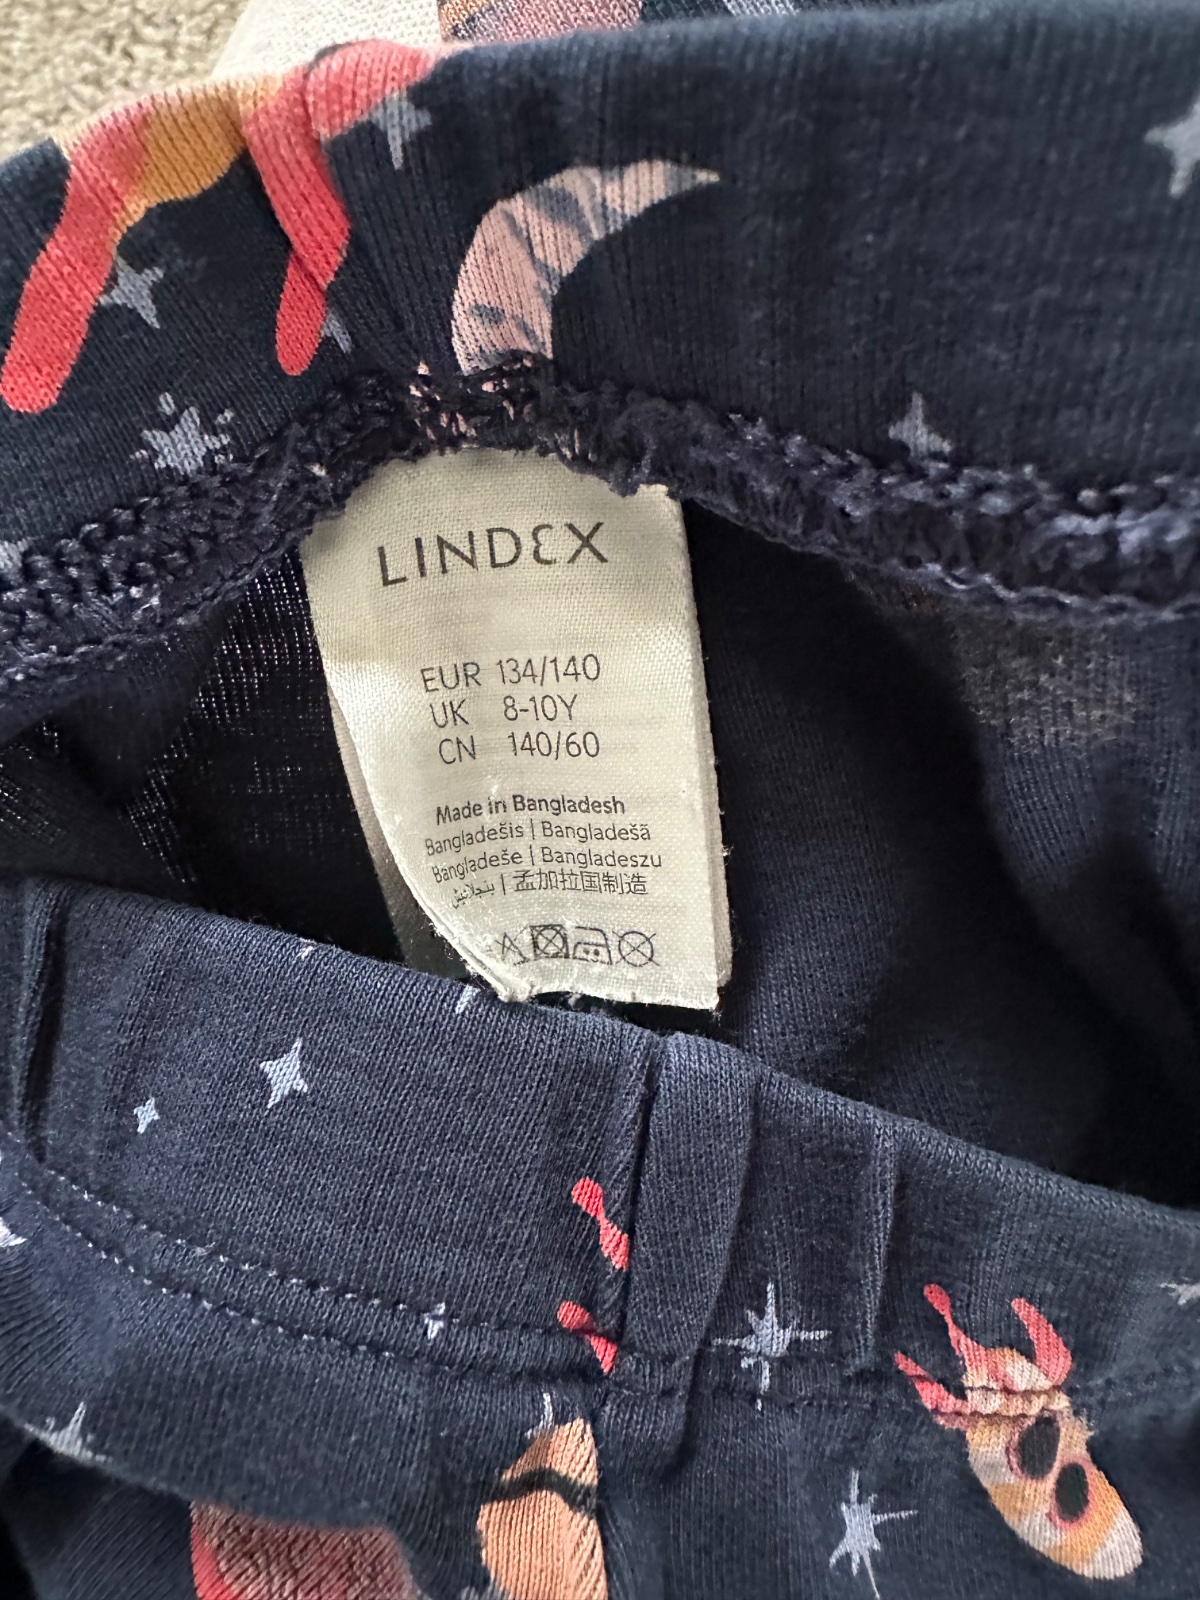 LINDEX
EUR 134/140
UK 8-10Y
CN 140/60
Made in Bangladesh
Bangladešis | Bangladešā
Bangladeše | Bangladeszu
بنجلاديش | 孟加拉国制造